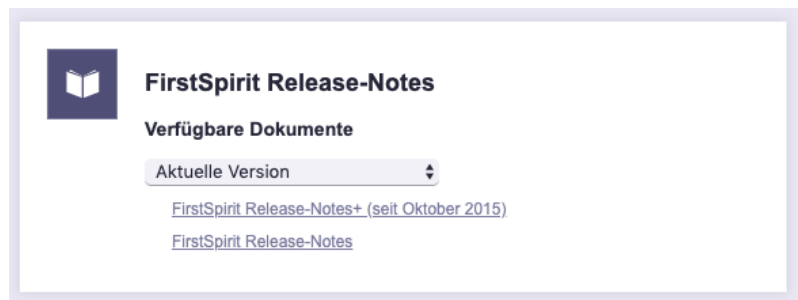 FirstSpirit Release-Notes
Verfügbare Dokumente
Aktuelle Version
FirstSpirit Release-Notes+ (seit Oktober 2015)
FirstSpirit Release-Notes